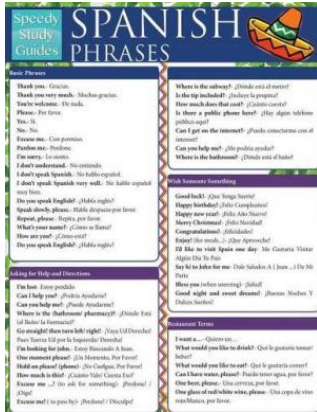 Speedy
Study
Guides
SPANISH
PHRASES
Basic Phrases
Thank you.- Gracias.
Thank you very much.- Muchas gracias.
You're welcome.- De nada.
Please.- Por favor.
Yes.- Si.
No.- No.
Excuse me.- Con permiso.
Pardon me.- Perdone.
I'm sorry.- Lo siento.
I don't understand.- No entiendo.
I don't speak Spanish.- No hablo español.
I don't speak Spanish very well.- No hablo español
muy bien.
Do you speak English?- ¿Habla inglés?
Speak slowly, please.- Hable despacio por favor.
Repeat, please.- Repita, por favor.
What's your name?- ¿Cómo se llama?
How are you?- ¿Cómo está?
Do you speak English?- ¿Habla inglés?
Asking for Help and Directions
I'm lost- Estoy perdido
Can I help you?- ¿Podría Ayudarte?
Can you help me?- ¿Puede Ayudarme?
Where is the (bathroom/ pharmacy)?- ¿Dónde Está
(el Baño/ la Farmacia)?
Go straight! then turn left/ right!- ¡Vaya Ud Derecho!
Pues Tuerza Ud por la Izquierda/ Derecha!
I'm looking for john.- Estoy Buscando A Juan.
One moment please!- ¡Un Momento, Por Favor!
Hold on please! (phone)- ¡No Cuelgue, Por Favor!
How much is this?- ¿Cuánto Vale/ Cuesta Eso?
Excuse me ...! (to ask for something)- ¡Perdone! /
¡Oiga!
Excuse me! ( to pass by)- ¡Perdone! / Disculpe!
Where is the subway?- ¿Dónde está el metro?
Is the tip included?- ¿Incluye la propina?
How much does that cost?- ¿Cuánto cuesta?
Is there a public phone here?- ¿Hay algún teléfono
público aquí?
Can I get on the internet?- ¿Puedo conectarme con el
internet?
Can you help me?- ¿Me podría ayudar?
Where is the bathroom?- ¿Dónde está el baño?
Wish Someone Something
Good luck!- ¡Que Tenga Suerte!
Happy birthday!- ¡Feliz Cumpleaños!
Happy new year!- ¡Feliz Año Nuevo!
Merry Christmas!- ¡Feliz Navidad!
Congratulations!- ¡felicidades!
Enjoy! (for meals...)- ¡Que Aproveche!
I'd like to visit Spain one day- Me Gustaria Visitar
Algún Día Tu País
Say hi to John for me- Dale Saludos A ( Juan ...) De Mi
Parte
Bless you (when sneezing)- ¡Salud!
Good night and sweet dreams!- ¡Buenas Noches Y
Dulces Sueños!
Restaurant Terms
I want a...- Quiero un...
What would you like to drink?- Qué le gustaría tomar/
beber?
What would you like to eat?- Qué le gustaría comer?
Can I have water, please?- Puedo tener agua, por favor?
One beer, please.- Una cerveza, por favor.
One glass of red/ white wine, please.- Una copa de vino
rojo/blanco, por favor.